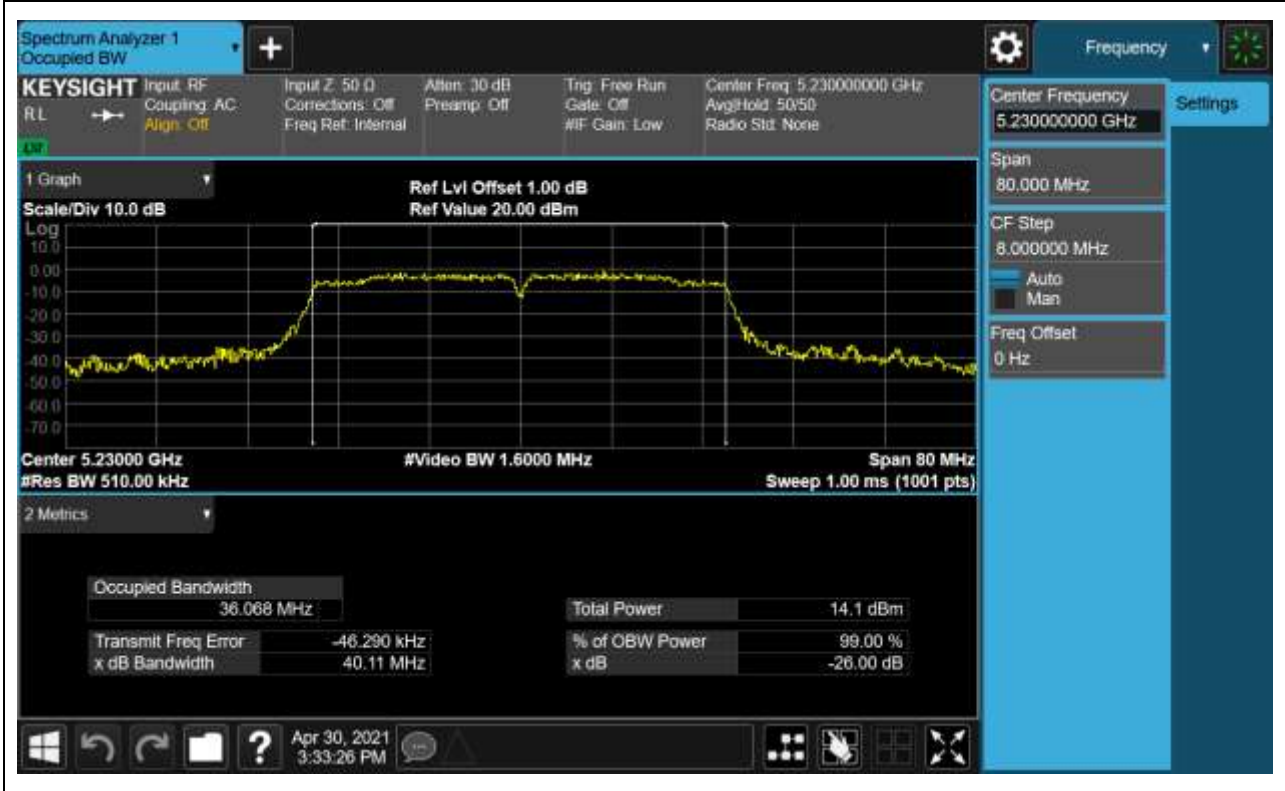 Spectrum Analyzer 1
Occupied BW
Frequency
KEYSIGHT
RL
Input: RF
Coupling: AC
Align: Off
Input Z: 50 Ω
Corrections: Off
Freq Ref: Internal
Atten: 30 dB
Preamp: Off
Trig: Free Run
Gate: Off
#IF Gain: Low
Center Freq: 5.230000000 GHz
Avg|Hold: 50/50
Radio Std: None
Center Frequency
5.230000000 GHz
Settings
Span
80.000 MHz
CF Step
8.000000 MHz
Auto
Man
Freq Offset
0 Hz
1 Graph
Ref Lvl Offset 1.00 dB
Scale/Div 10.0 dB
Ref Value 20.00 dBm
Log
10.0
0.00
-10.0
-20.0
-30.0
-40.0
-50.0
-60.0
-70.0
Center 5.23000 GHz
#Video BW 1.6000 MHz
Span 80 MHz
#Res BW 510.00 kHz
Sweep 1.00 ms (1001 pts)
2 Metrics
Occupied Bandwidth
36.068 MHz
Total Power 14.1 dBm
Transmit Freq Error -46.290 kHz
% of OBW Power 99.00 %
x dB Bandwidth 40.11 MHz
x dB -26.00 dB
Apr 30, 2021
3:33:26 PM